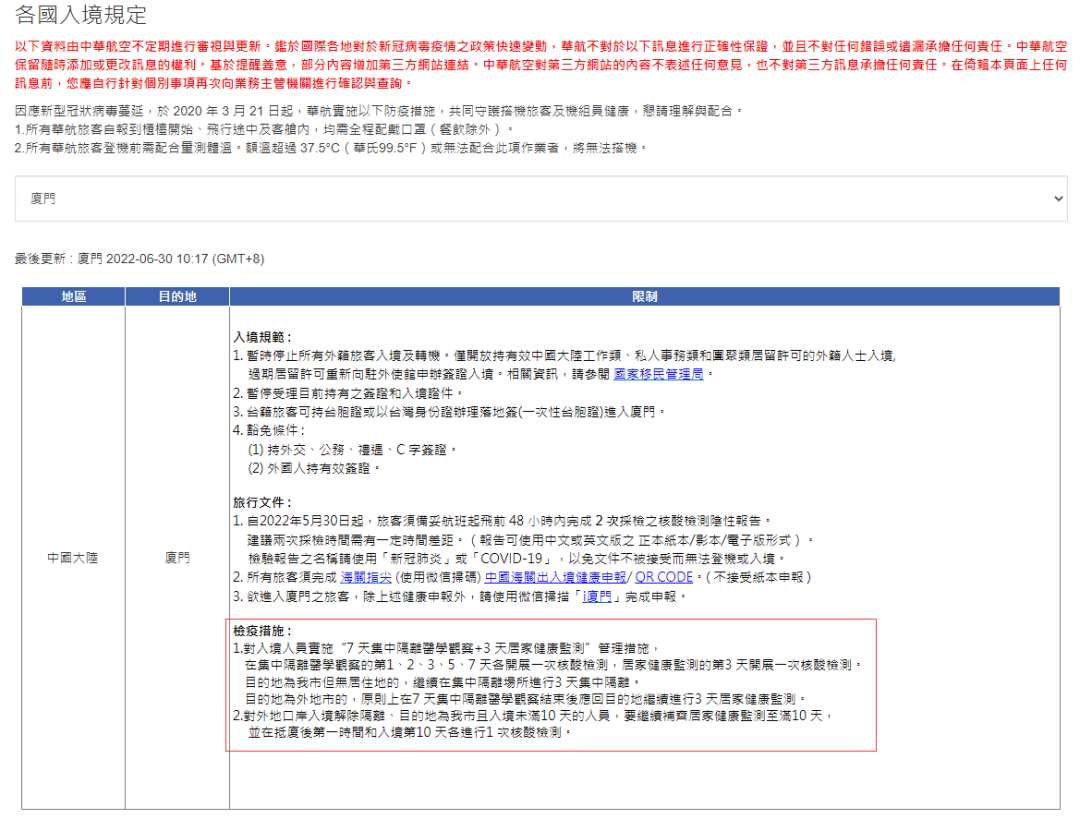 各國入境規定
以下資料由中華航空不定期進行審視與更新。鑑於國際各地對於新冠病毒疫情之政策快速變動，華航不對於以下訊息進行正確性保證，並且不對任何錯誤或遺漏承擔任何責任。中華航空
保留隨時添加或更改訊息的權利。基於提醒善意，部分內容增加第三方網站連結。中華航空對第三方網站的內容不表述任何意見，也不對第三方訊息承擔任何責任。在倚賴本頁面上任何
訊息前，您應自行針對個別事項再次向業務主管機關進行確認與查詢。
因應新型冠狀病毒蔓延，於 2020 年 3 月 21 日起，華航實施以下防疫措施，共同守護搭機旅客及機組員健康，懇請理解與配合。
1.所有華航旅客自報到櫃檯開始、飛行途中及客艙內，均需全程配戴口罩（餐飲除外）。
2.所有華航旅客登機前需配合量測體溫。額溫超過 37.5°C（華氏99.5°F）或無法配合此項作業者，將無法搭機。
廈門
最後更新 : 廈門 2022-06-30 10:17 (GMT+8)
地區 目的地 限制
入境規範：
1. 暫時停止所有外籍旅客入境及轉機。僅開放持有效中國大陸工作類、私人事務類和團聚類居留許可的外籍人士入境,
過期居留許可重新向駐外使館申辦簽證入境。相關資訊，請參閱 國家移民管理局。
2. 暫停受理目前持有之簽證和入境證件。
3. 台籍旅客可持台胞證或以台灣身份證辦理落地簽(一次性台胞證)進入廈門。
4. 豁免條件：
(1) 持外交、公務、禮遇、C 字簽證。
(2) 外國人持有效簽證。
旅行文件：
1. 自2022年5月30日起，旅客須備妥航班起飛前 48 小時內完成 2 次採檢之核酸檢測陰性報告。
建議兩次採檢時間需有一定時間差距。（報告可使用中文或英文版之 正本紙本/影本/電子版形式）。
檢驗報告之名稱請使用「新冠肺炎」或「COVID-19」，以免文件不被接受而無法登機或入境。
2. 所有旅客須完成 海關指尖 (使用微信掃碼) 中國海關出入境健康申報/ QR CODE。(不接受紙本申報)
3. 欲進入廈門之旅客，除上述健康申報外，請使用微信掃描「i廈門」完成申報。
中國大陸 廈門
檢疫措施：
1.對入境人員實施“7 天集中隔離醫學觀察+3 天居家健康監測”管理措施，
在集中隔離醫學觀察的第1、2、3、5、7 天各開展一次核酸檢測，居家健康監測的第3 天開展一次核酸檢測。
目的地為我市但無居住地的，繼續在集中隔離場所進行3 天集中隔離。
目的地為外地市的，原則上在7 天集中隔離醫學觀察結束後應回目的地繼續進行3 天居家健康監測。
2.對外地口岸入境解除隔離、目的地為我市且入境未滿10 天的人員，要繼續補齊居家健康監測至滿10 天，
並在抵廈後第一時間和入境第10 天各進行1 次核酸檢測。